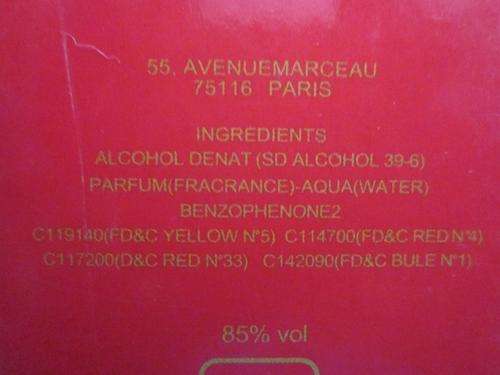 55, AVENUEMARCEAU
75116 PARIS
INGREDIENTS
ALCOHOL DENAT (SD ALCOHOL 39-6)
PARFUM(FRACRANCE)-AQUA(WATER)
BENZOPHENONE2
C119140(FD&C YELLOW N°5) C114700(FD&C RED N°4)
C117200(D&C RED N°33) C142090(FD&C BULE N°1)
85% vol